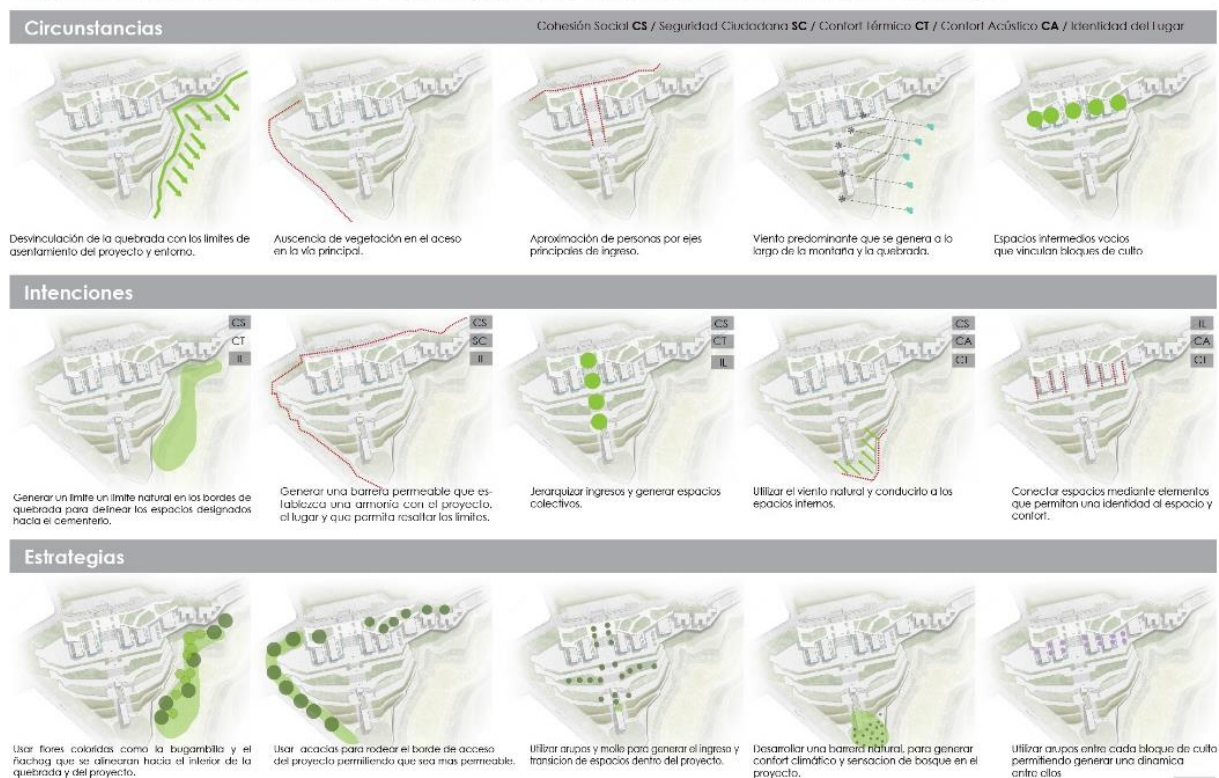 Circunstancias
Cohesión Social CS / Seguridad Ciudadana SC / Confort Térmico CT / Confort Acústico CA / Identidad del Lugar
Desvinculación de la quebrada con los límites de
asentamiento del proyecto y entorno.
Auscencia de vegetación en el aceso
en la vía principal.
Aproximación de personas por ejes
principales de ingreso.
Viento predominante que se genera a lo
largo de la montaña y la quebrada.
Espacios intermedios vacios
que vinculan bloques de culto
Intenciones
CS
CT
Generar un limite un límite natural en los bordes de
quebrada para delinear los espacios designados
hacia el cementerio.
CS
SC
Generar una barrera permeable que es-
tablezca una armonía con el proyecto,
el lugar y que permita resaltar los límites.
CS
CT
IL
Jerarquizar ingresos y generar espacios
colectivos.
CS
CA
CT
Utilizar el viento natural y conducirlo a los
epacios internos.
IL
CA
CT
Conectar espacios mediante elementos
que permitan una identidad al espacio y
confort.
Estrategias
Usar flores coloridas como la bugambilla y el
ñachag que se alinearan hacia el interior de la
quebrada y del proyecto.
Usar acacias para rodear el borde de acceso
del proyecto permitiendo que sea mas permeable.
Utilizar arupos y molle para generar el ingreso y
transicion de espacios dentro del proyecto.
Desarrollar una barrera natural, para generar
confort climático y sensacion de bosque en el
proyecto.
Utilizar arupos entre cada bloque de culto
permitiendo generar una dinamica
entre ellos